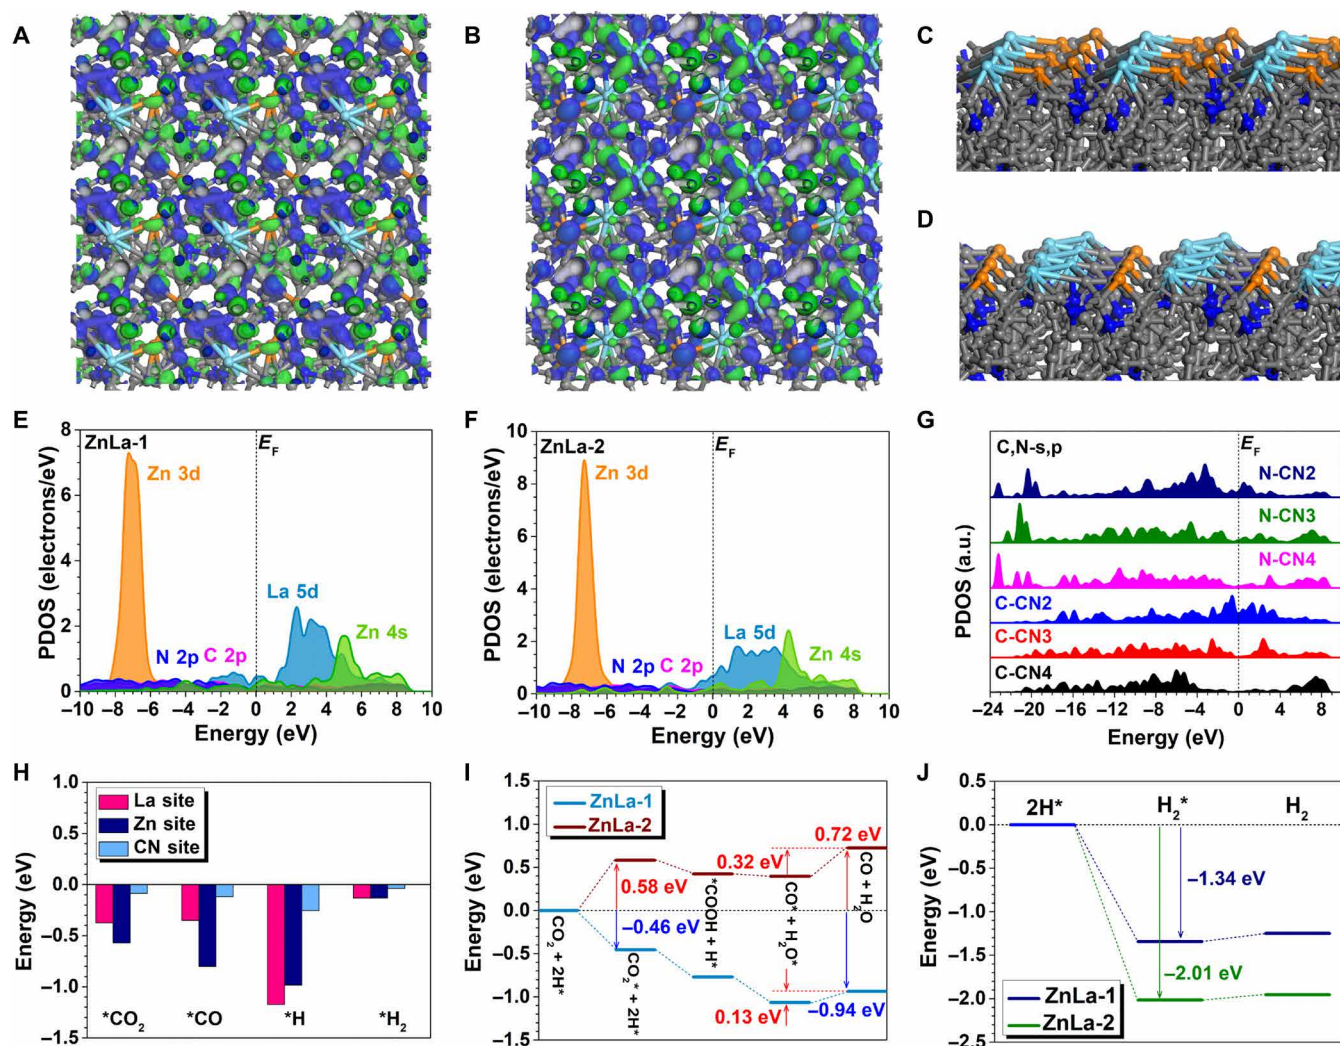 A
B
C
D
E
ZnLa-1
E_F
Zn 3d
La 5d
N 2p
C 2p
Zn 4s
PDOS (electrons/eV)
8
6
4
2
0
−10 −8 −6 −4 −2 0 2 4 6 8 10
Energy (eV)
F
ZnLa-2
E_F
Zn 3d
La 5d
N 2p
C 2p
Zn 4s
PDOS (electrons/eV)
10
8
6
4
2
0
−10 −8 −6 −4 −2 0 2 4 6 8 10
Energy (eV)
G
C,N-s,p
E_F
N-CN2
N-CN3
N-CN4
C-CN2
C-CN3
C-CN4
PDOS (a.u.)
−24 −20 −16 −12 −8 −4 0 4 8
Energy (eV)
H
La site
Zn site
CN site
Energy (eV)
1.0
0.5
0.0
−0.5
−1.0
−1.5
*CO₂ *CO *H *H₂
I
ZnLa-1
ZnLa-2
Energy (eV)
1.5
1.0
0.5
0.0
−0.5
−1.0
−1.5
0.58 eV
−0.46 eV
0.32 eV
0.72 eV
0.13 eV
−0.94 eV
CO₂ + 2H*
CO₂* + 2H*
*COOH + H*
CO* + H₂O*
CO + H₂O
J
2H* H₂* H₂
Energy (eV)
0.5
0.0
−0.5
−1.0
−1.5
−2.0
−2.5
−1.34 eV
−2.01 eV
ZnLa-1
ZnLa-2